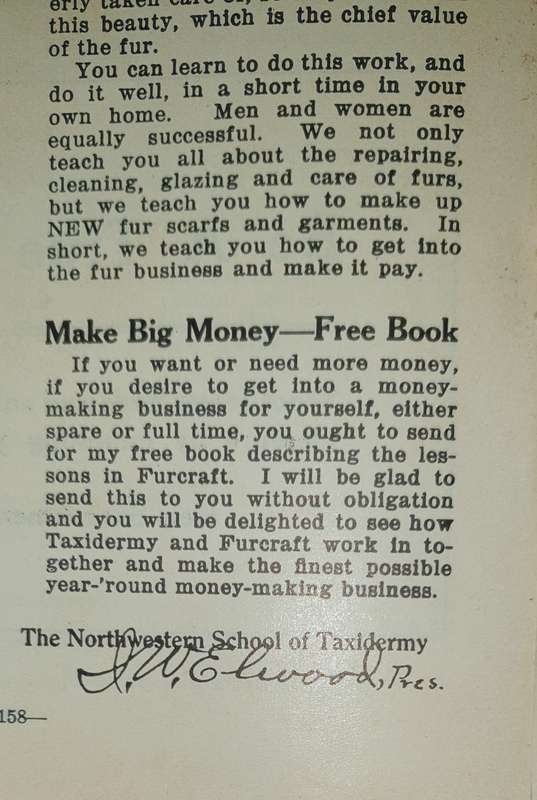 erly taken care of,
this beauty, which is the chief value
of the fur.
You can learn to do this work, and
do it well, in a short time in your
own home. Men and women are
equally successful. We not only
teach you all about the repairing,
cleaning, glazing and care of furs,
but we teach you how to make up
NEW fur scarfs and garments. In
short, we teach you how to get into
the fur business and make it pay.
Make Big Money—Free Book
If you want or need more money,
if you desire to get into a money-
making business for yourself, either
spare or full time, you ought to send
for my free book describing the les-
sons in Furcraft. I will be glad to
send this to you without obligation
and you will be delighted to see how
Taxidermy and Furcraft work in to-
gether and make the finest possible
year-'round money-making business.
The Northwestern School of Taxidermy
J. W. Elwood, Pres.
158—